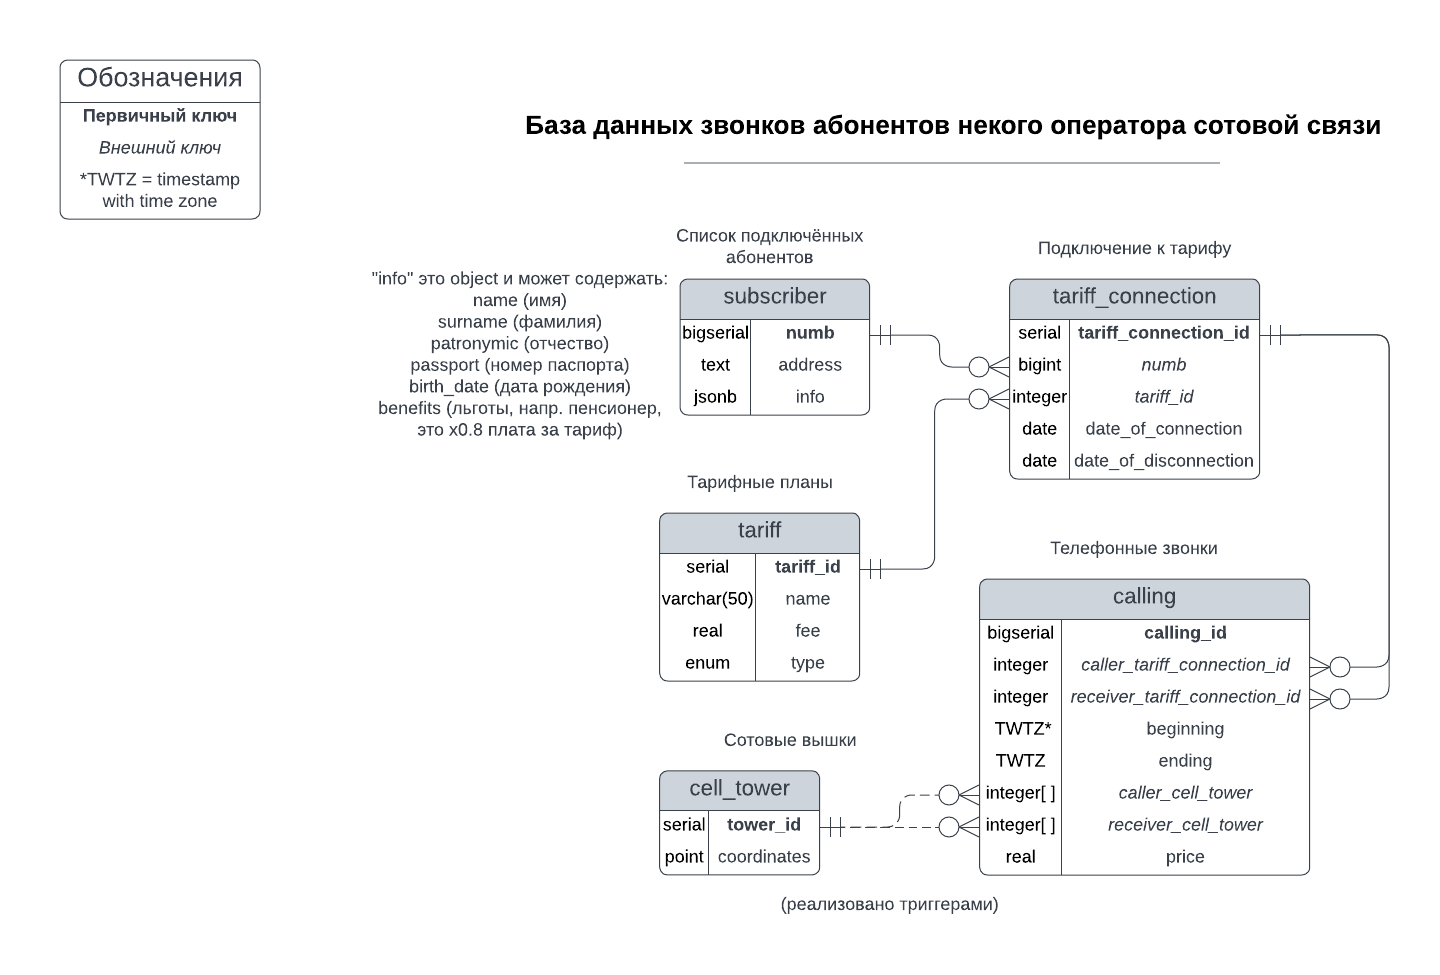 Обозначения
Первичный ключ
Внешний ключ
*TWTZ = timestamp
with time zone
База данных звонков абонентов некого оператора сотовой связи
"info" это object и может содержать:
name (имя)
surname (фамилия)
patronymic (отчество)
passport (номер паспорта)
birth_date (дата рождения)
benefits (льготы, напр. пенсионер,
это x0.8 плата за тариф)
Список подключённых
абонентов
subscriber
bigserial numb
text address
jsonb info
Подключение к тарифу
tariff_connection
serial tariff_connection_id
bigint numb
integer tariff_id
date date_of_connection
date date_of_disconnection
Тарифные планы
tariff
serial tariff_id
varchar(50) name
real fee
enum type
Телефонные звонки
calling
bigserial calling_id
integer caller_tariff_connection_id
integer receiver_tariff_connection_id
TWTZ* beginning
TWTZ ending
integer[ ] caller_cell_tower
integer[ ] receiver_cell_tower
real price
Сотовые вышки
cell_tower
serial tower_id
point coordinates
(реализовано триггерами)